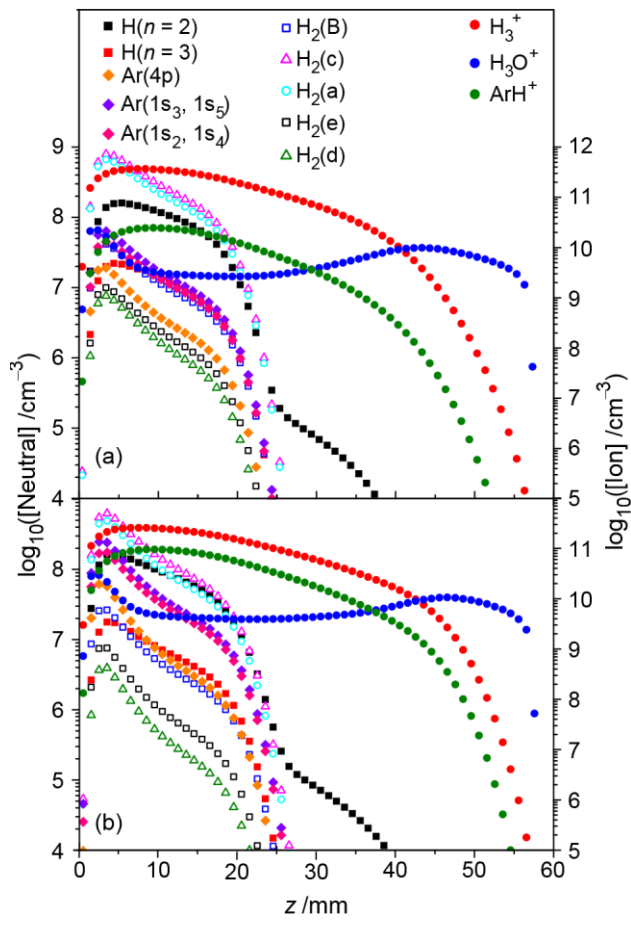 H(n = 2)
H(n = 3)
Ar(4p)
Ar(1s₃, 1s₅)
Ar(1s₂, 1s₄)
H₂(B)
H₂(c)
H₂(a)
H₂(e)
H₂(d)
H₃⁺
H₃O⁺
ArH⁺
9
8
7
6
5
4
(a)
12
11
10
9
8
7
6
5
log₁₀([Neutral] /cm⁻³)
log₁₀([Ion] /cm⁻³)
8
7
6
5
4
(b)
11
10
9
8
7
6
5
0 10 20 30 40 50 60
z /mm